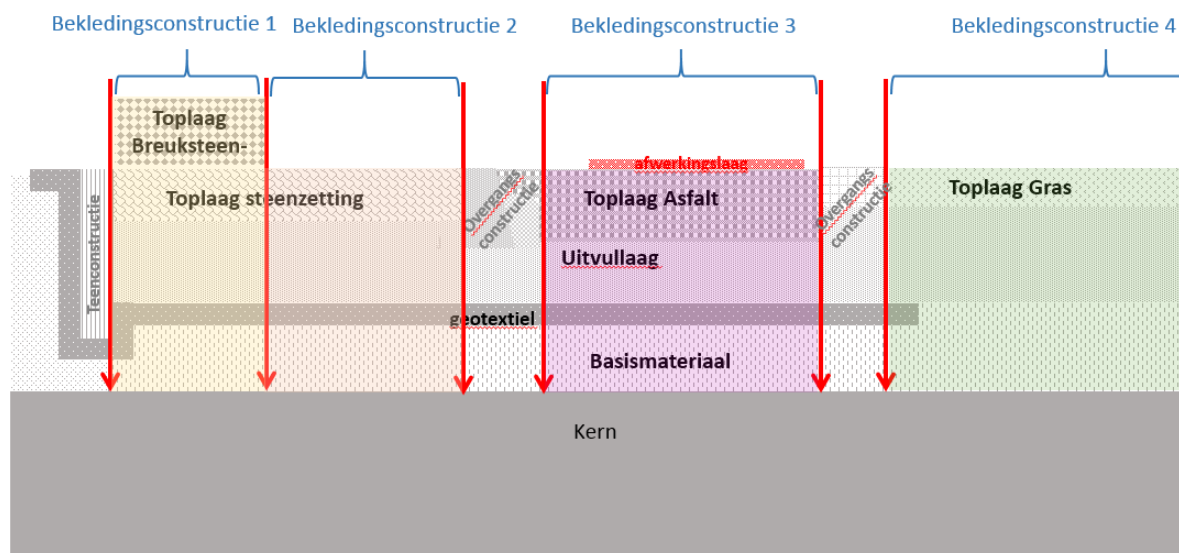 Bekledingsconstructie 1
Bekledingsconstructie 2
Bekledingsconstructie 3
Bekledingsconstructie 4
Toplaag
Breuksteen-
afwerkingslaag
Toplaag steenzetting
Toplaag Asfalt
Toplaag Gras
Teenconstructie
Overgangs
constructie
Overgangs
constructie
Uitvullaag
geotextiel
Basismateriaal
Kern